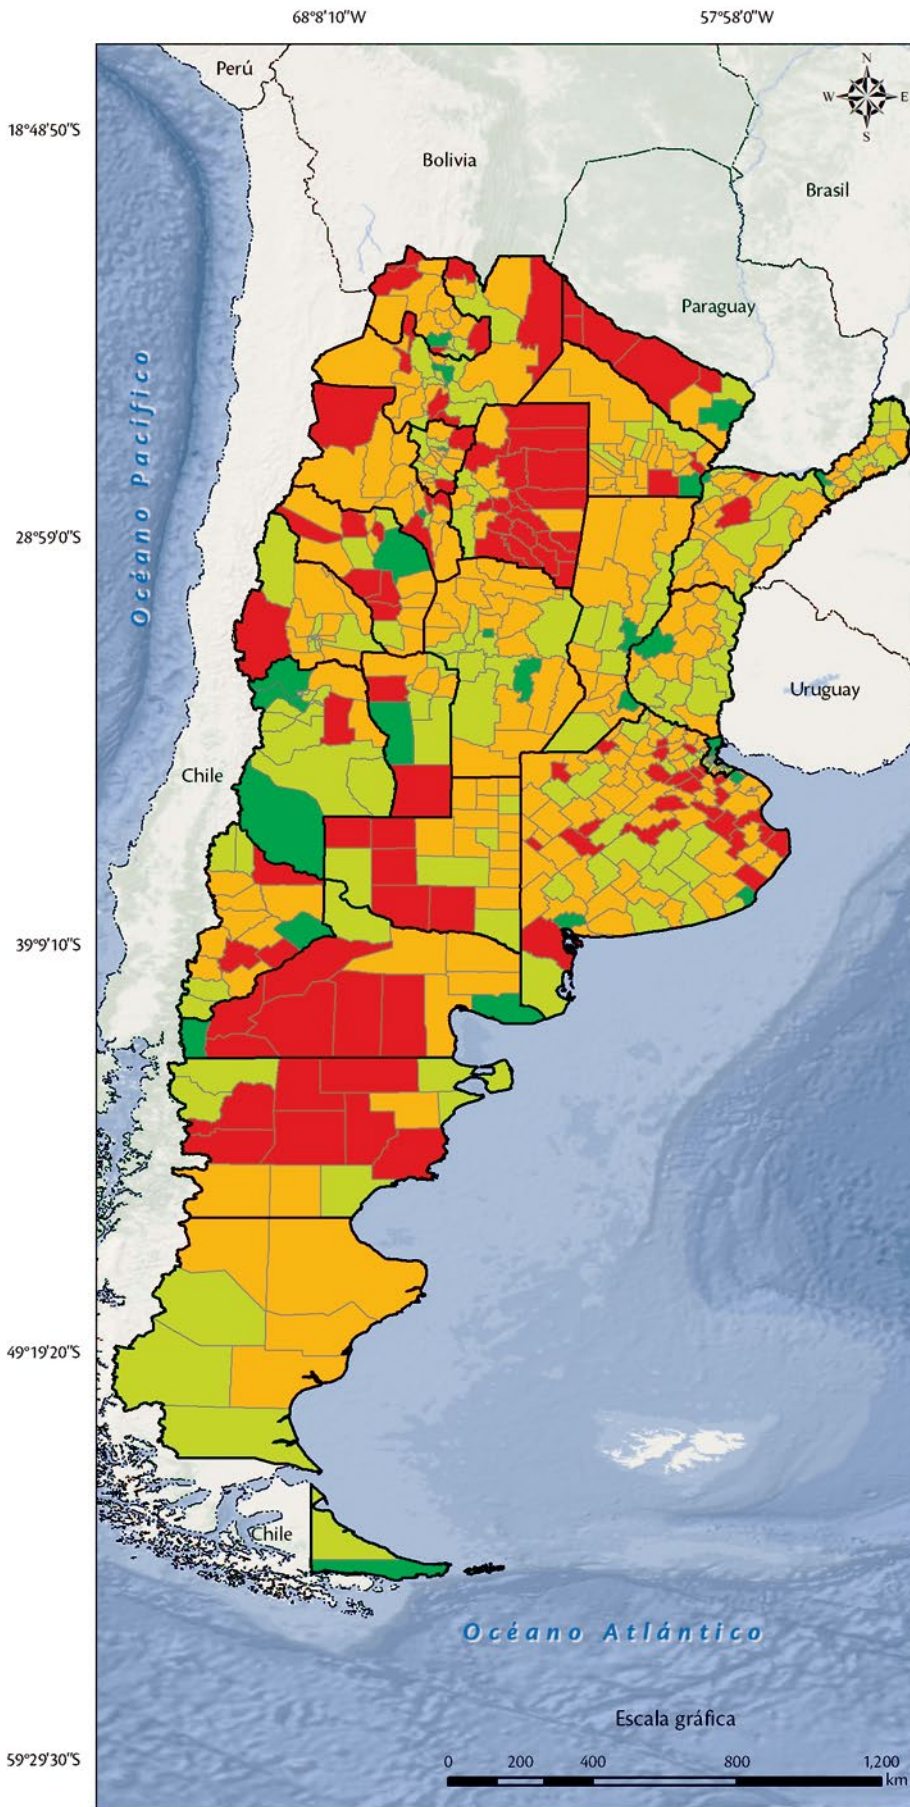 68°8'10"W
57°58'0"W
Perú
N
W
E
S
18°48'50"S
Bolivia
Brasil
Paraguay
Océano Pacífico
28°59'0"S
Uruguay
Chile
39°9'10"S
49°19'20"S
Chile
Océano Atlántico
Escala gráfica
59°29'30"S
0 200 400 800 1,200
km